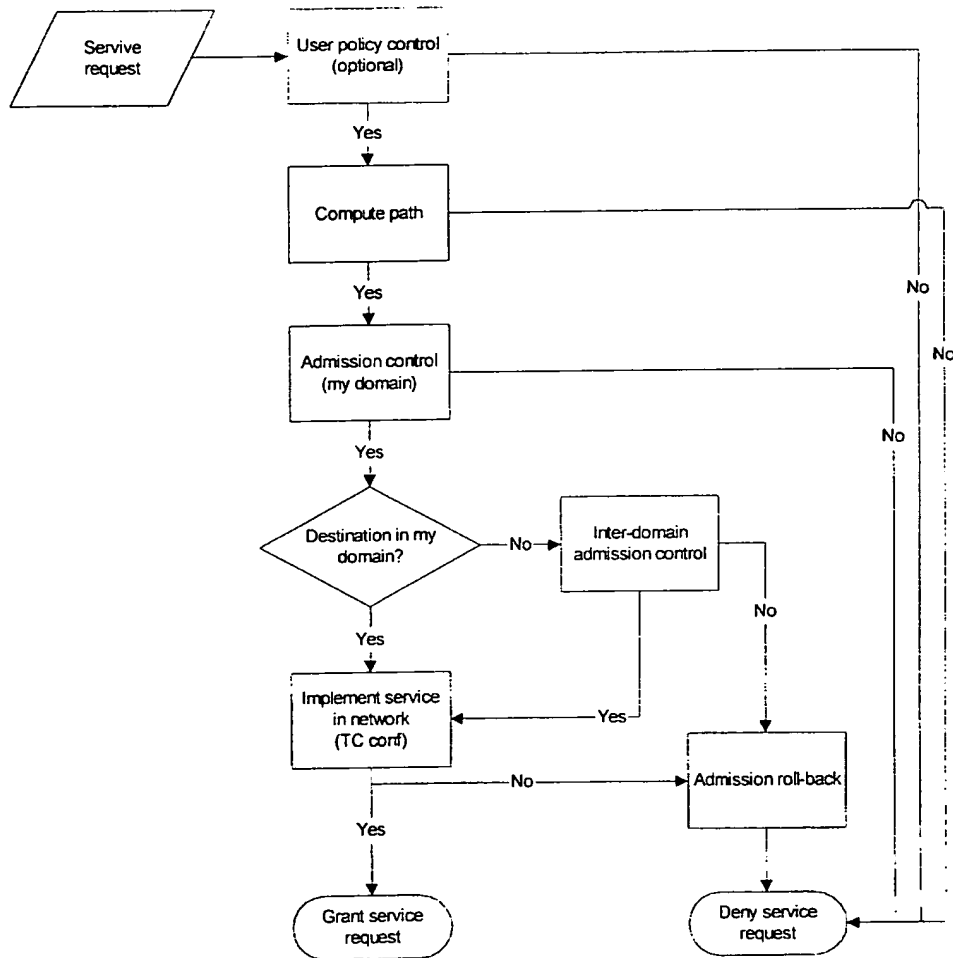 Servive
request
User policy control
(optional)
Yes
Compute path
Yes
No
No
Admission control
(my domain)
No
Yes
Destination in my
domain?
No
Inter-domain
admission control
No
Yes
Implement service
in network
(TC conf)
Yes
No
Admission roll-back
Yes
Grant service
request
Deny service
request